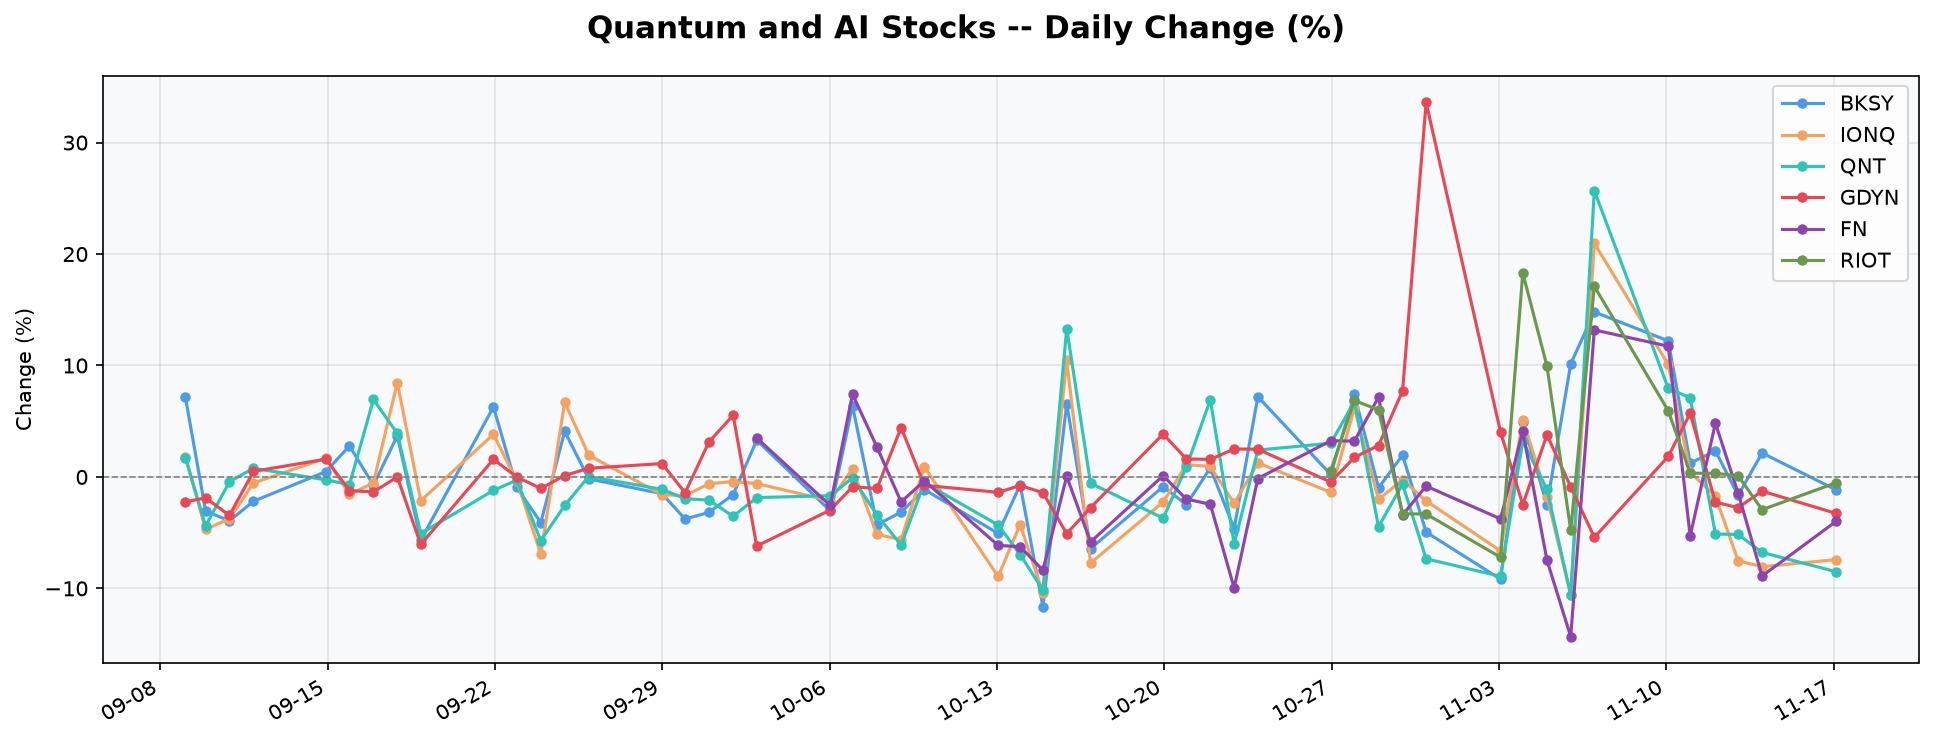 Quantum and AI Stocks -- Daily Change (%)
BKSY
IONQ
QNT
GDYN
FN
RIOT
Change (%)
30
20
10
0
−10
09-08
09-15
09-22
09-29
10-06
10-13
10-20
10-27
11-03
11-10
11-17